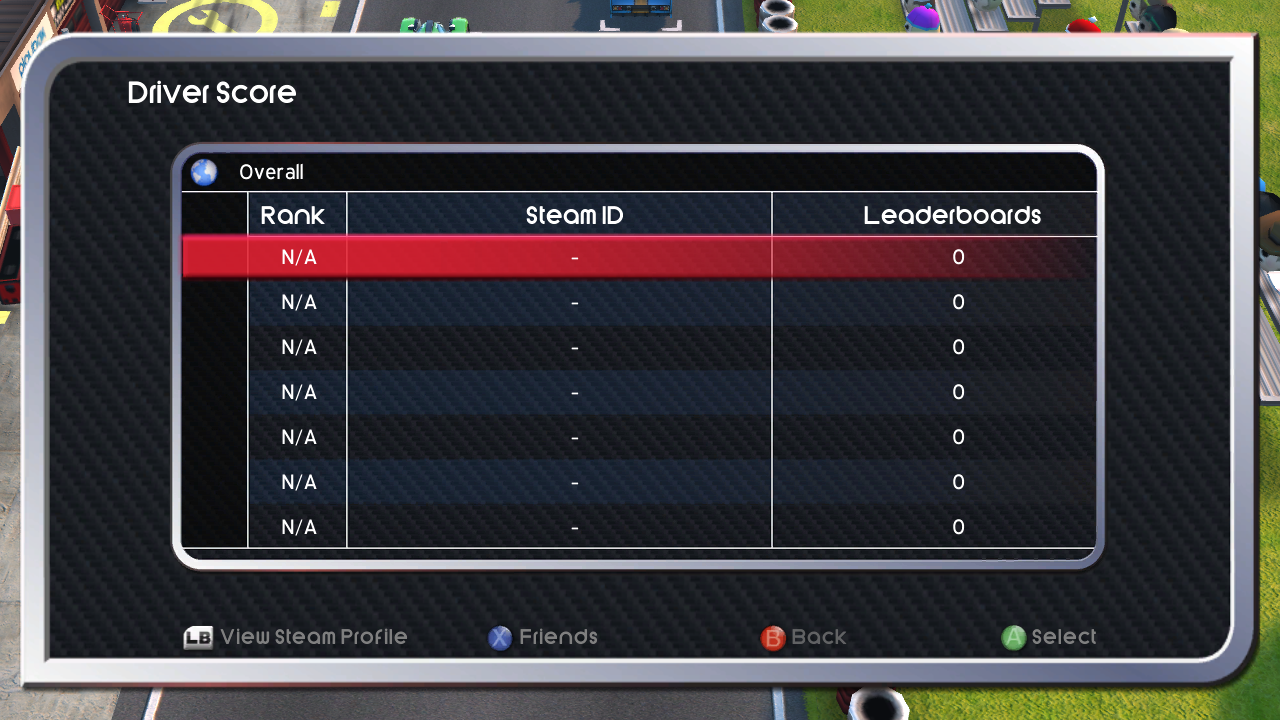 Driver Score
Overall
Rank Steam ID Leaderboards
N/A - 0
N/A - 0
N/A - 0
N/A - 0
N/A - 0
N/A - 0
N/A - 0
LB View Steam Profile X Friends B Back A Select